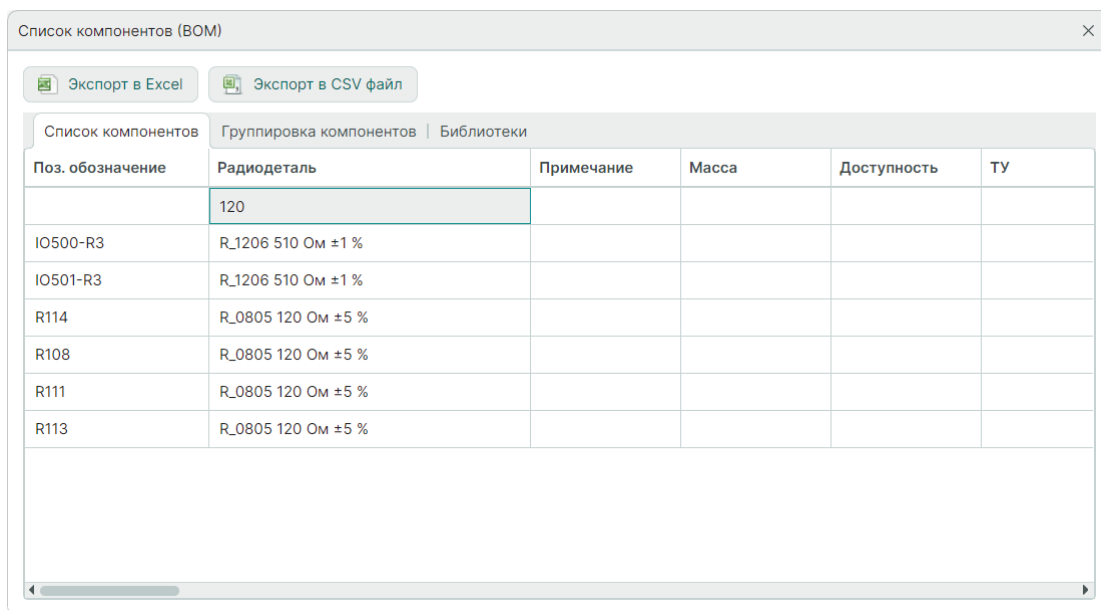 Список компонентов (BOM)
Экспорт в Excel Экспорт в CSV файл
Список компонентов Группировка компонентов | Библиотеки
Поз. обозначение Радиодеталь Примечание Масса Доступность ТУ
120
IO500-R3 R_1206 510 Ом ±1 %
IO501-R3 R_1206 510 Ом ±1 %
R114 R_0805 120 Ом ±5 %
R108 R_0805 120 Ом ±5 %
R111 R_0805 120 Ом ±5 %
R113 R_0805 120 Ом ±5 %